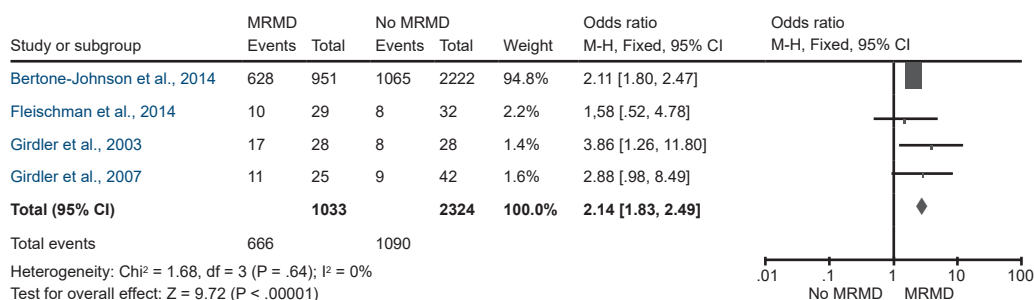 MRMD No MRMD Odds ratio Odds ratio
Study or subgroup Events Total Events Total Weight M-H, Fixed, 95% CI M-H, Fixed, 95% CI
Bertone-Johnson et al., 2014 628 951 1065 2222 94.8% 2.11 [1.80, 2.47]
Fleischman et al., 2014 10 29 8 32 2.2% 1,58 [.52, 4.78]
Girdler et al., 2003 17 28 8 28 1.4% 3.86 [1.26, 11.80]
Girdler et al., 2007 11 25 9 42 1.6% 2.88 [.98, 8.49]
Total (95% CI) 1033 2324 100.0% 2.14 [1.83, 2.49]
Total events 666 1090
Heterogeneity: Chi² = 1.68, df = 3 (P = .64); I² = 0%
Test for overall effect: Z = 9.72 (P < .00001)
.01 .1 1 10 100
No MRMD MRMD